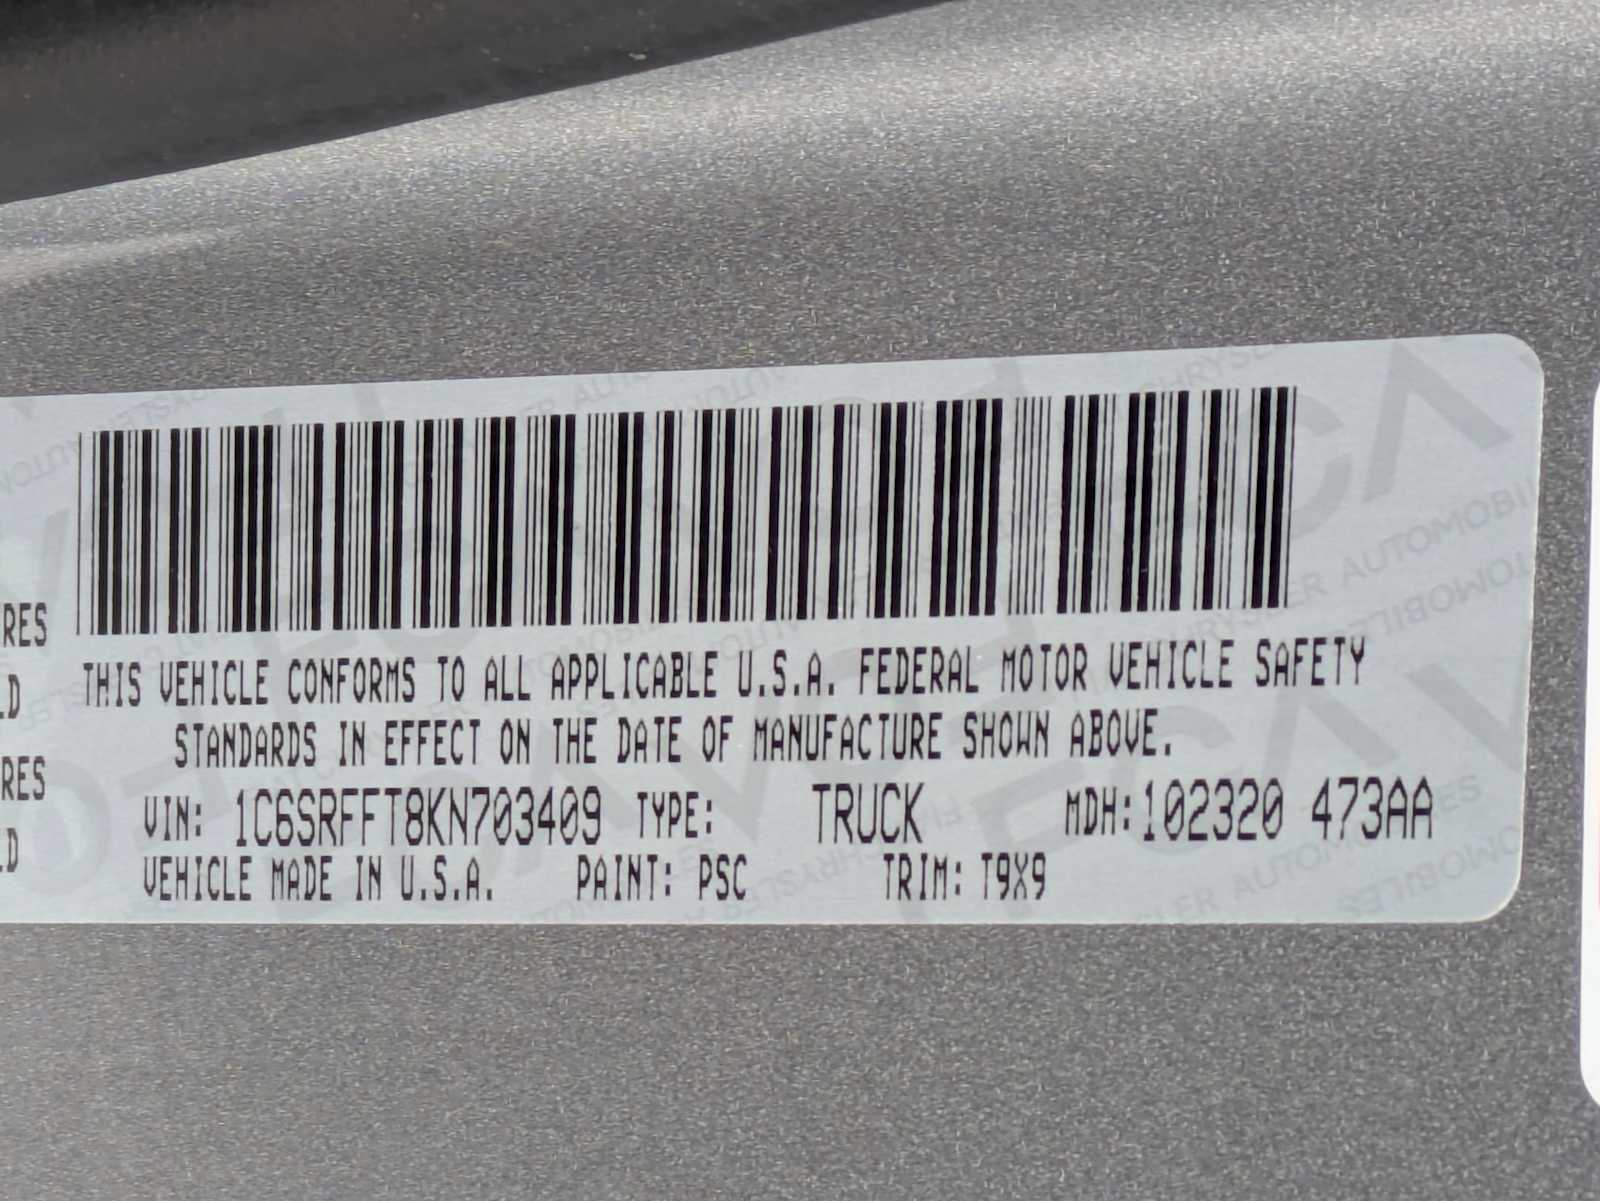 RES
LD
RES
LD
THIS VEHICLE CONFORMS TO ALL APPLICABLE U.S.A. FEDERAL MOTOR VEHICLE SAFETY
STANDARDS IN EFFECT ON THE DATE OF MANUFACTURE SHOWN ABOVE.
VIN: 1C6SRFFT8KN703409 TYPE: TRUCK MDH: 102320 473AA
VEHICLE MADE IN U.S.A. PAINT: PSC TRIM: T9X9